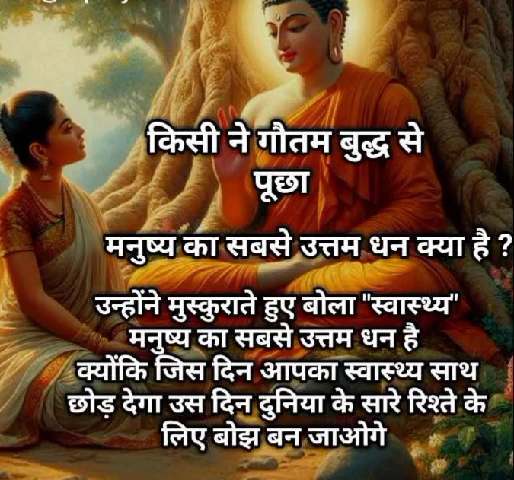 किसी ने गौतम बुद्ध से
पूछा
मनुष्य का सबसे उत्तम धन क्या है ?
उन्होंने मुस्कुराते हुए बोला "स्वास्थ्य"
मनुष्य का सबसे उत्तम धन है
क्योंकि जिस दिन आपका स्वास्थ्य साथ
छोड़ देगा उस दिन दुनिया के सारे रिश्ते के
लिए बोझ बन जाओगे